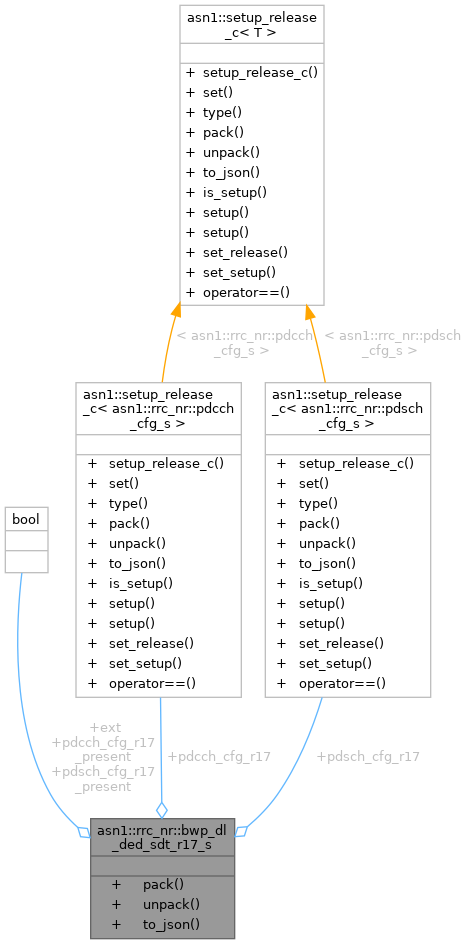 asn1::setup_release
_c< T >
+ setup_release_c()
+ set()
+ type()
+ pack()
+ unpack()
+ to_json()
+ is_setup()
+ setup()
+ setup()
+ set_release()
+ set_setup()
+ operator==()
< asn1::rrc_nr::pdcch
_cfg_s >
< asn1::rrc_nr::pdsch
_cfg_s >
asn1::setup_release
_c< asn1::rrc_nr::pdcch
_cfg_s >
+ setup_release_c()
+ set()
+ type()
+ pack()
+ unpack()
+ to_json()
+ is_setup()
+ setup()
+ setup()
+ set_release()
+ set_setup()
+ operator==()
asn1::setup_release
_c< asn1::rrc_nr::pdsch
_cfg_s >
+ setup_release_c()
+ set()
+ type()
+ pack()
+ unpack()
+ to_json()
+ is_setup()
+ setup()
+ setup()
+ set_release()
+ set_setup()
+ operator==()
bool
+ext
+pdcch_cfg_r17
_present
+pdsch_cfg_r17
_present
+pdcch_cfg_r17
+pdsch_cfg_r17
asn1::rrc_nr::bwp_dl
_ded_sdt_r17_s
+ pack()
+ unpack()
+ to_json()